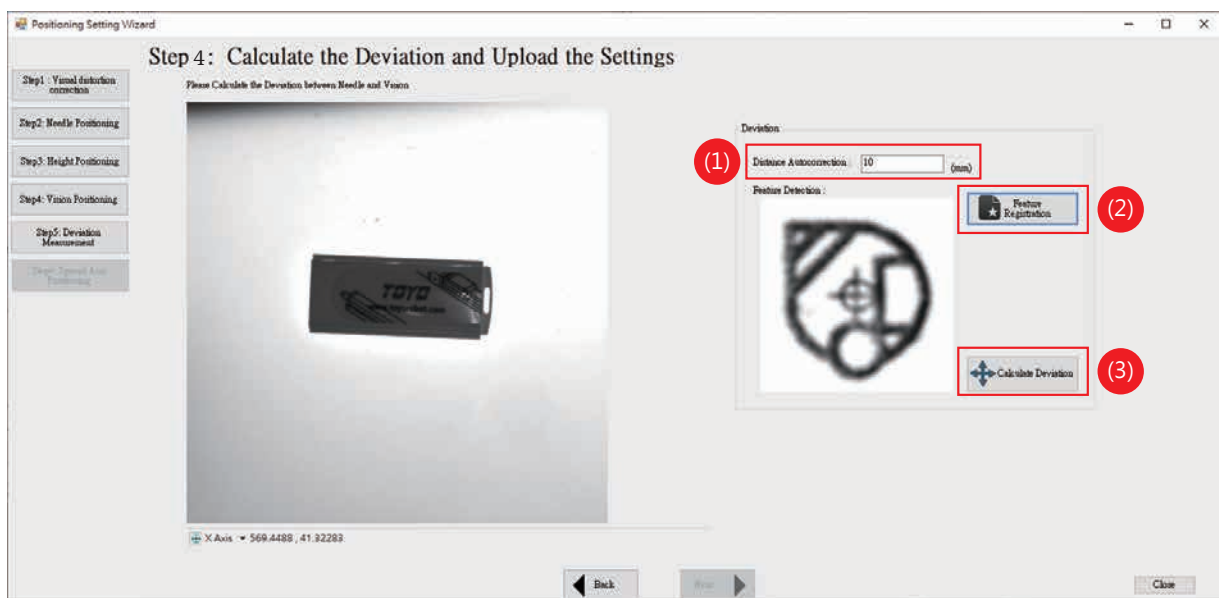 Positioning Setting Wizard
Step 4: Calculate the Deviation and Upload the Settings
Please Calculate the Deviation between Needle and Vision
Step1 : Visual distortion
correction
Step2: Needle Positioning
Step3: Height Positioning
Step4: Vision Positioning
Step5: Deviation
Measurement
Positioning
TOYO
Deviation
(1)
Distance Autocorrection :
10
(mm)
Feature Detection :
Feature
Registration
(2)
Calculate Deviation
(3)
X Axis
569.4488 , 41.32283
Back
Next
Close